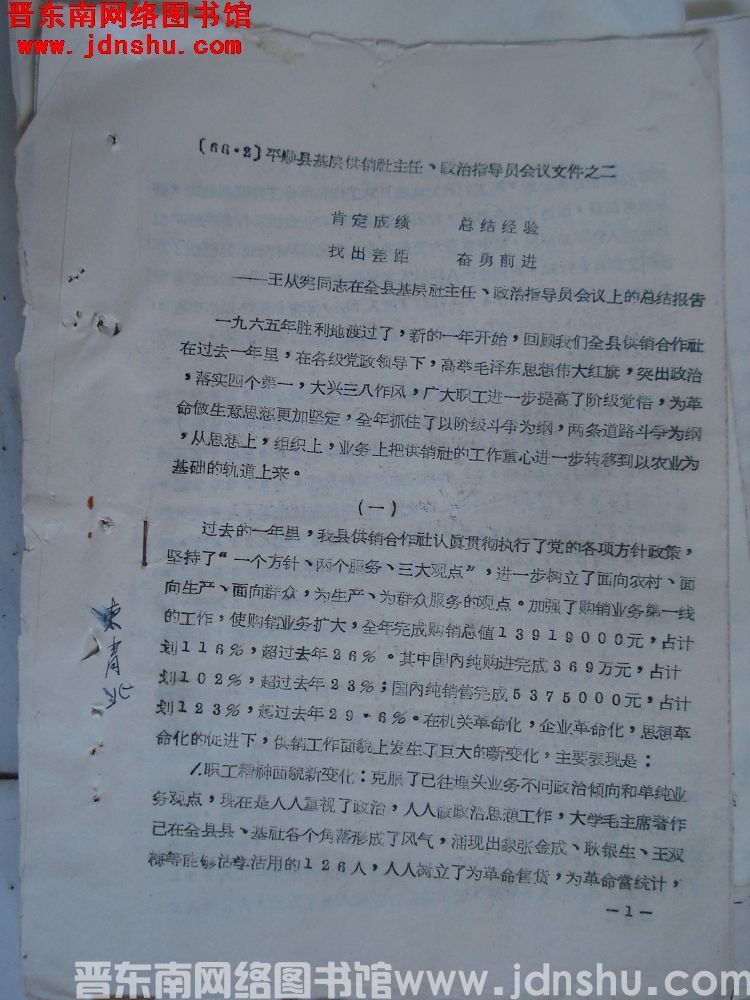 晋东南网络图书馆
www.jdnshu.com
〔66·2〕平顺县基层供销社主任、政治指导员会议文件之二
肯定成绩 总结经验
找出差距 奋勇前进
——王从宪同志在全县基层社主任、政治指导员会议上的总结报告
一九六五年胜利地渡过了，新的一年开始，回顾我们全县供销合作社
在过去一年里，在各级党政领导下，高举毛泽东思想伟大红旗，突出政治
，落实四个第一，大兴三八作风，广大职工进一步提高了阶级觉悟，为革
命做生意思想更加坚定，全年抓住了以阶级斗争为纲，两条道路斗争为纲
，从思想上，组织上，业务上把供销社的工作重心进一步转移到以农业为
基础的轨道上来。
（一）
过去的一年里，我县供销合作社认真贯彻执行了党的各项方针政策，
坚持了“一个方针、两个服务、三大观点”，进一步树立了面向农村、面
向生产、面向群众，为生产、为群众服务的观点。加强了购销业务第一线
的工作，使购销业务扩大，全年完成购销总值13919000元，占计
划116%，超过去年26%。其中国内纯购进完成369万元，占计
划102%，超过去年23%；国内纯销售完成5375000元，占计
划123%，超过去年29·6%。在机关革命化，企业革命化，思想革
命化的促进下，供销工作面貌上发生了巨大的新变化，主要表现是：
1.职工精神面貌新变化：克服了已往埋头业务不问政治倾向和单纯业
务观点，现在是人人重视了政治，人人做政治思想工作，大学毛主席著作
已在全县县、基社各个角落形成了风气，涌现出象张金成、耿银生、王双
梅等能够活学活用的126人，人人树立了为革命售货，为革命当统计，
—1—
晋东南网络图书馆www.jdnshu.com